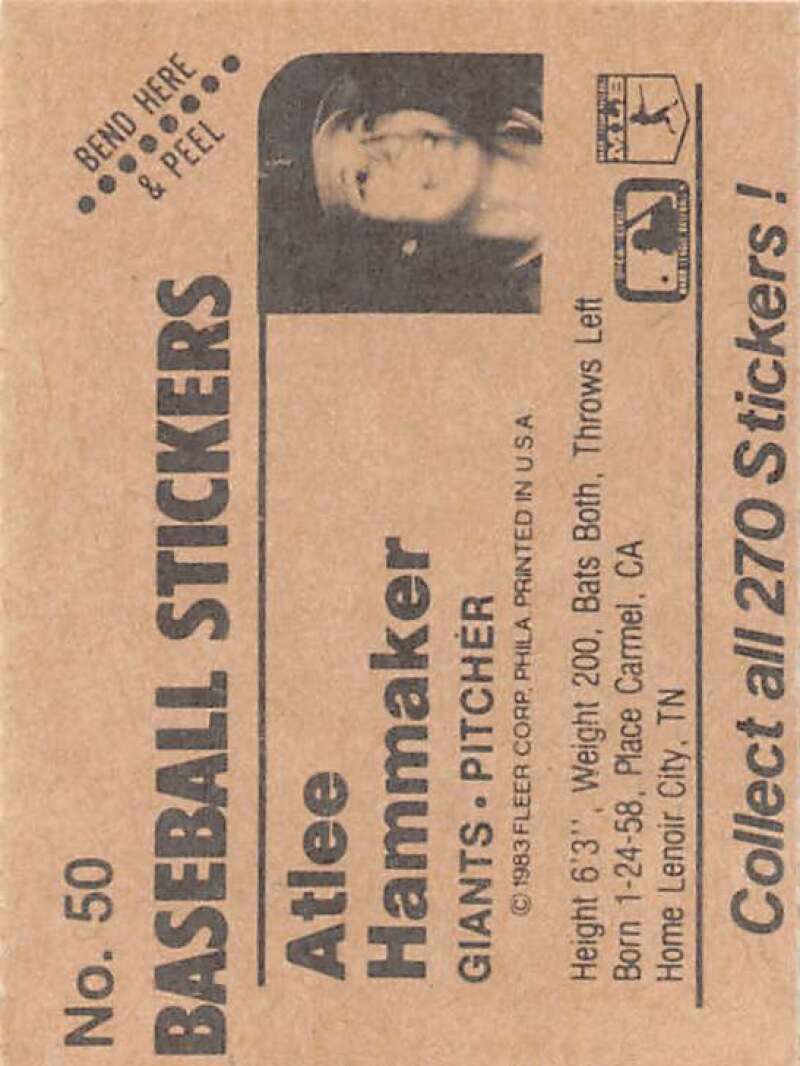 No. 50
BEND HERE
& PEEL
BASEBALL STICKERS
Atlee
Hammaker
GIANTS • PITCHER
© 1983 FLEER CORP. PHILA. PRINTED IN U.S.A.
Height 6'3'', Weight 200, Bats Both, Throws Left
Born 1-24-58, Place Carmel, CA
Home Lenoir City, TN
Collect all 270 Stickers!